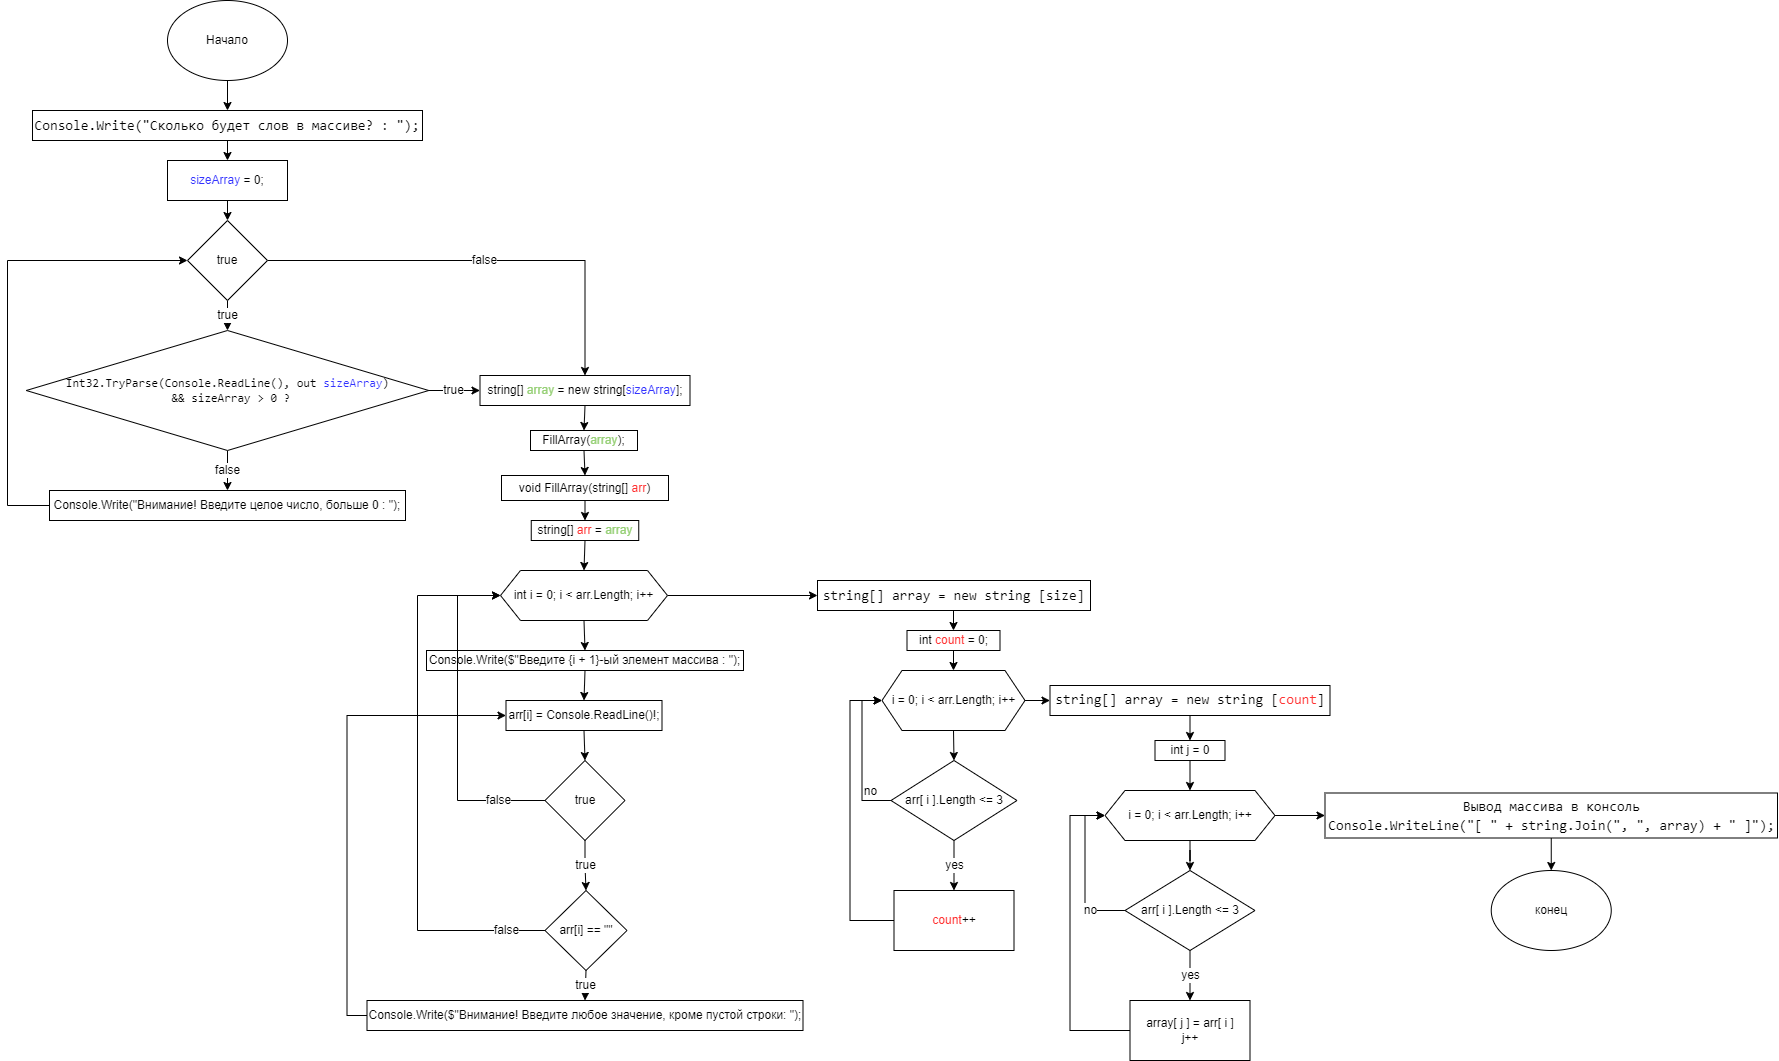 Начало
Console.Write("Сколько будет слов в массиве? : ");
sizeArray = 0;
true
false
true
Int32.TryParse(Console.ReadLine(), out sizeArray)
&& sizeArray > 0 ?
true
false
Console.Write("Внимание! Введите целое число, больше 0 : ");
string[] array = new string[sizeArray];
FillArray(array);
void FillArray(string[] arr)
string[] arr = array
int i = 0; i < arr.Length; i++
Console.Write($"Введите {i + 1}-ый элемент массива : ");
arr[i] = Console.ReadLine()!;
true
false
true
arr[i] == ""
false
true
Console.Write($"Внимание! Введите любое значение, кроме пустой строки: ");
string[] array = new string [size]
int count = 0;
i = 0; i < arr.Length; i++
no
arr[ i ].Length <= 3
yes
count++
string[] array = new string [count]
int j = 0
i = 0; i < arr.Length; i++
no
arr[ i ].Length <= 3
yes
array[ j ] = arr[ i ]
j++
Вывод массива в консоль
Console.WriteLine("[ " + string.Join(", ", array) + " ]");
конец